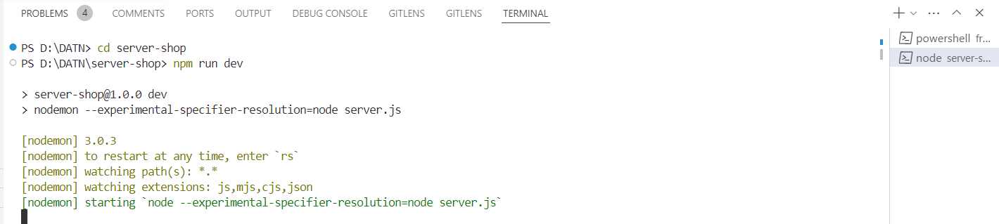 PROBLEMS 4 COMMENTS PORTS OUTPUT DEBUG CONSOLE GITLENS GITLENS TERMINAL
powershell fr...
node server-s...
PS D:\DATN> cd server-shop
PS D:\DATN\server-shop> npm run dev
> server-shop@1.0.0 dev
> nodemon --experimental-specifier-resolution=node server.js
[nodemon] 3.0.3
[nodemon] to restart at any time, enter `rs`
[nodemon] watching path(s): *.*
[nodemon] watching extensions: js,mjs,cjs,json
[nodemon] starting `node --experimental-specifier-resolution=node server.js`